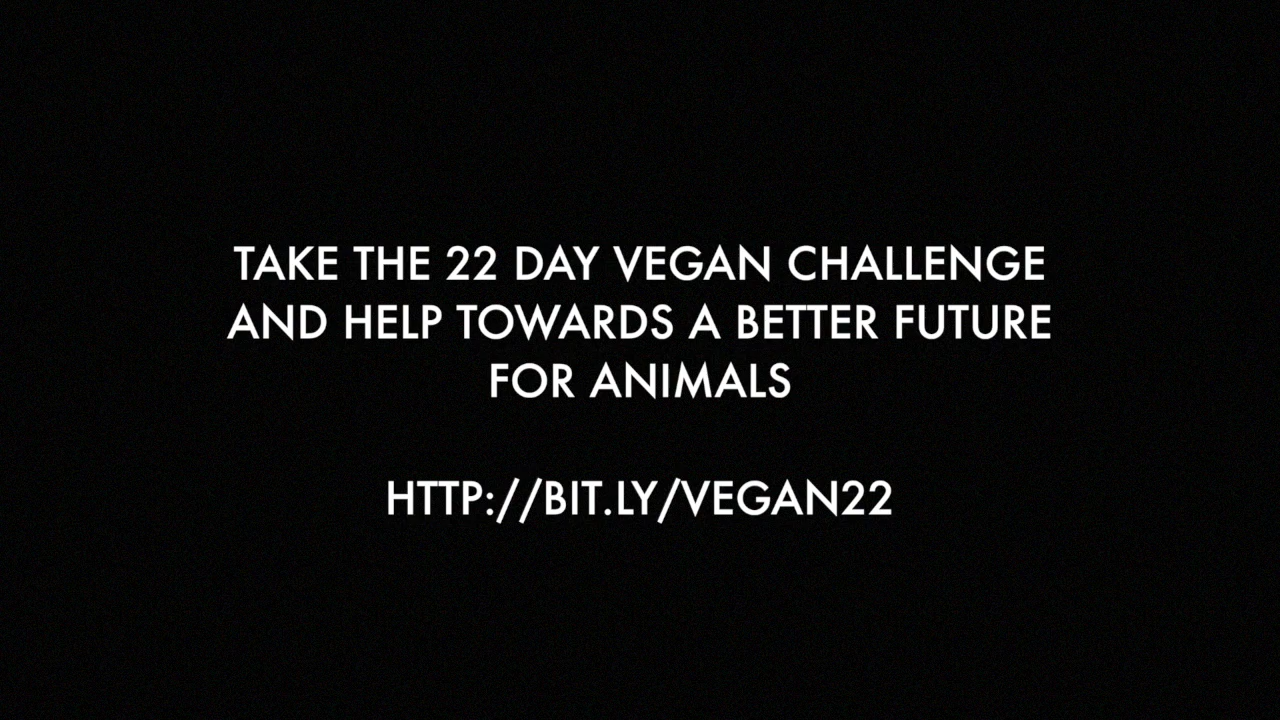 TAKE THE 22 DAY VEGAN CHALLENGE
AND HELP TOWARDS A BETTER FUTURE
FOR ANIMALS
HTTP://BIT.LY/VEGAN22